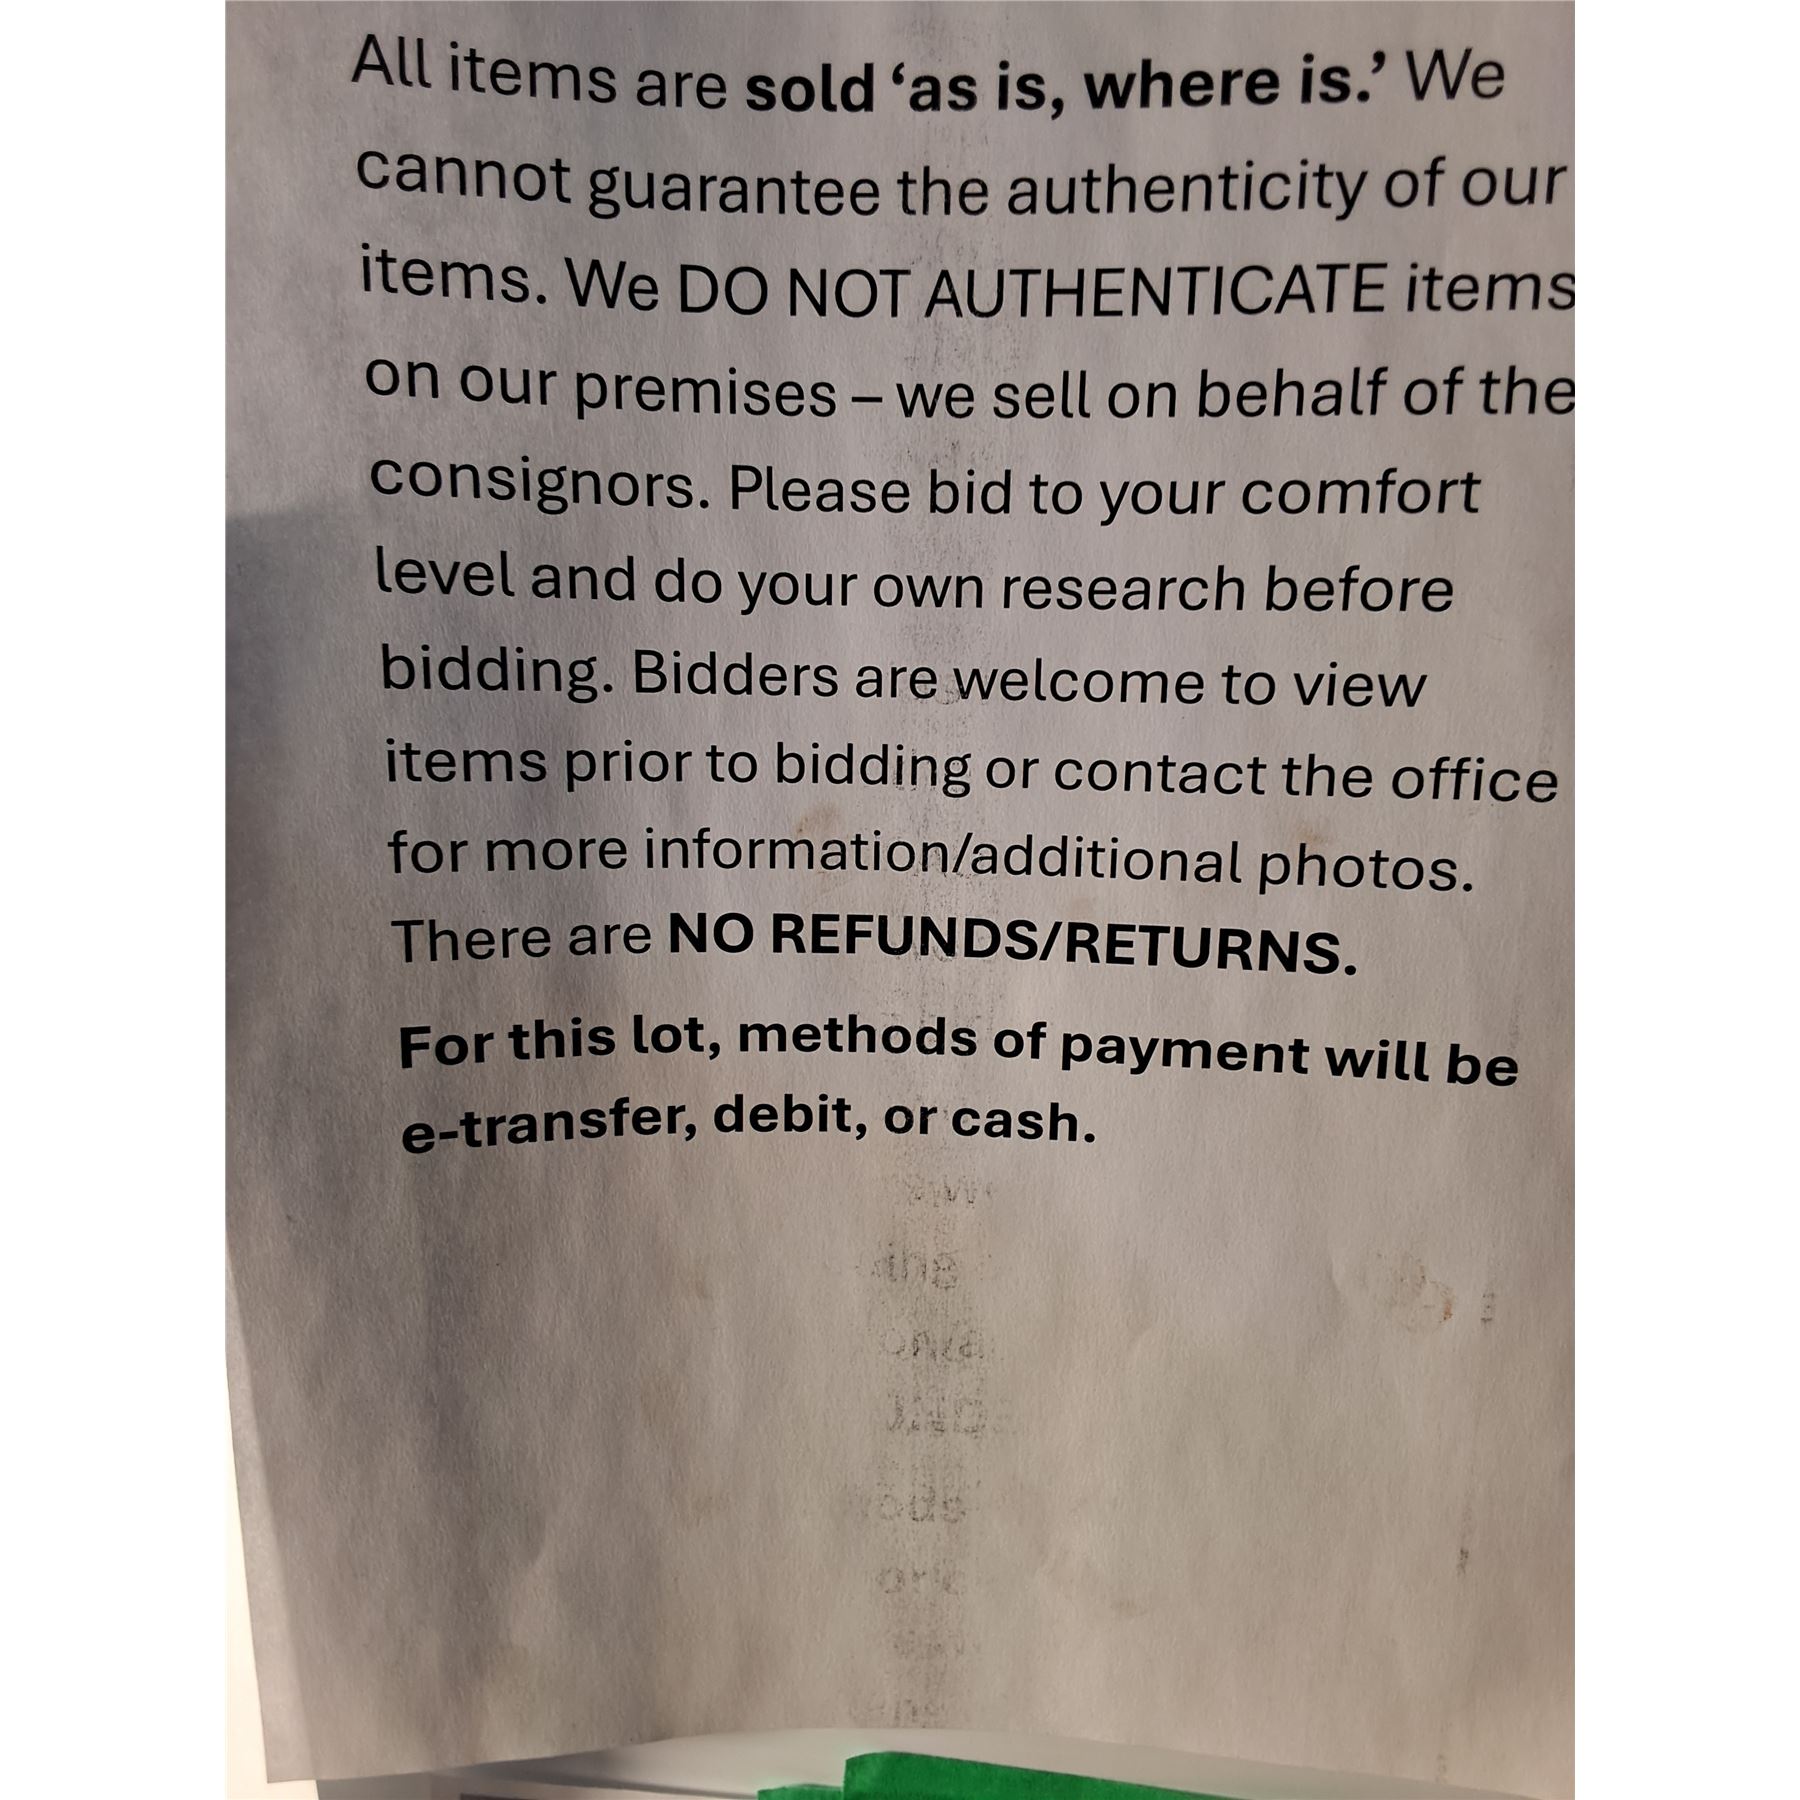 All items are sold ‘as is, where is.’ We
cannot guarantee the authenticity of our
items. We DO NOT AUTHENTICATE items
on our premises – we sell on behalf of the
consignors. Please bid to your comfort
level and do your own research before
bidding. Bidders are welcome to view
items prior to bidding or contact the office
for more information/additional photos.
There are NO REFUNDS/RETURNS.
For this lot, methods of payment will be
e-transfer, debit, or cash.